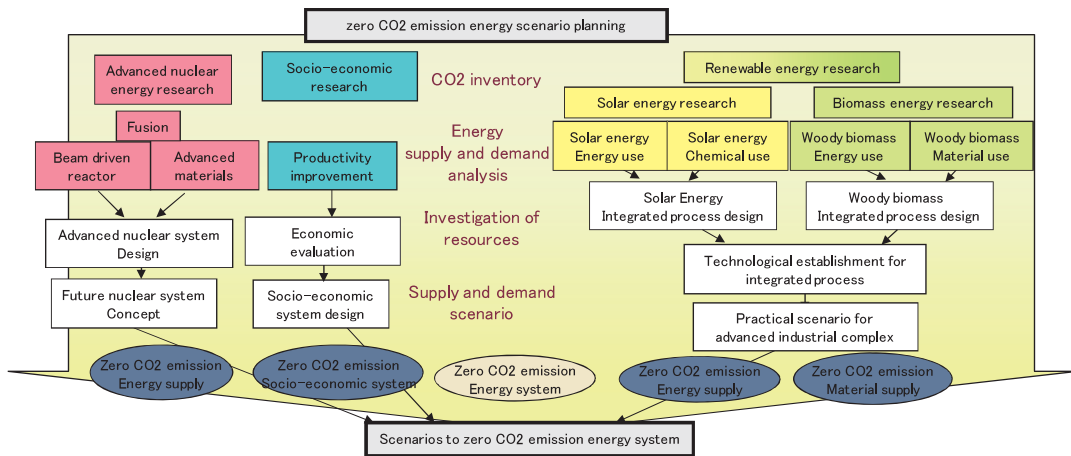 zero CO2 emission energy scenario planning
Advanced nuclear
energy research
Socio-economic
research
CO2 inventory
Renewable energy research
Solar energy research
Biomass energy research
Fusion
Beam driven
reactor
Advanced
materials
Productivity
improvement
Energy
supply and demand
analysis
Solar energy
Energy use
Solar energy
Chemical use
Woody biomass
Energy use
Woody biomass
Material use
Solar Energy
Integrated process design
Woody biomass
Integrated process design
Advanced nuclear system
Design
Economic
evaluation
Investigation of
resources
Technological establishment for
integrated process
Future nuclear system
Concept
Socio-economic
system design
Supply and demand
scenario
Practical scenario for
advanced industrial complex
Zero CO2 emission
Energy supply
Zero CO2 emission
Socio-economic system
Zero CO2 emission
Energy system
Zero CO2 emission
Energy supply
Zero CO2 emission
Material supply
Scenarios to zero CO2 emission energy system